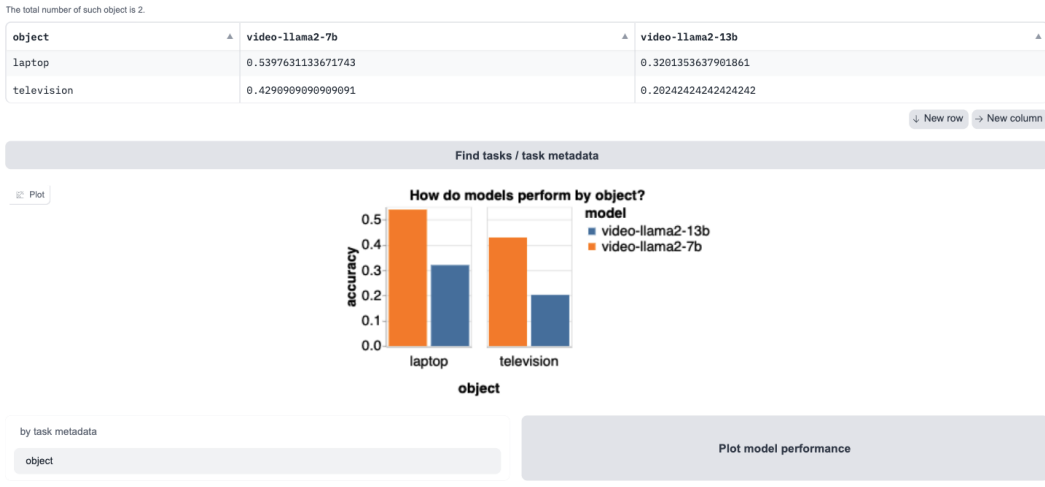 The total number of such object is 2.
object ▲ video-llama2-7b ▲ video-llama2-13b ▲
laptop 0.5397631133671743 0.3201353637901861
television 0.4290909090909091 0.20242424242424242
↓ New row → New column
Find tasks / task metadata
Plot
How do models perform by object?
model
video-llama2-13b
video-llama2-7b
accuracy
0.5
0.4
0.3
0.2
0.1
0.0
laptop television
object
by task metadata
object
Plot model performance